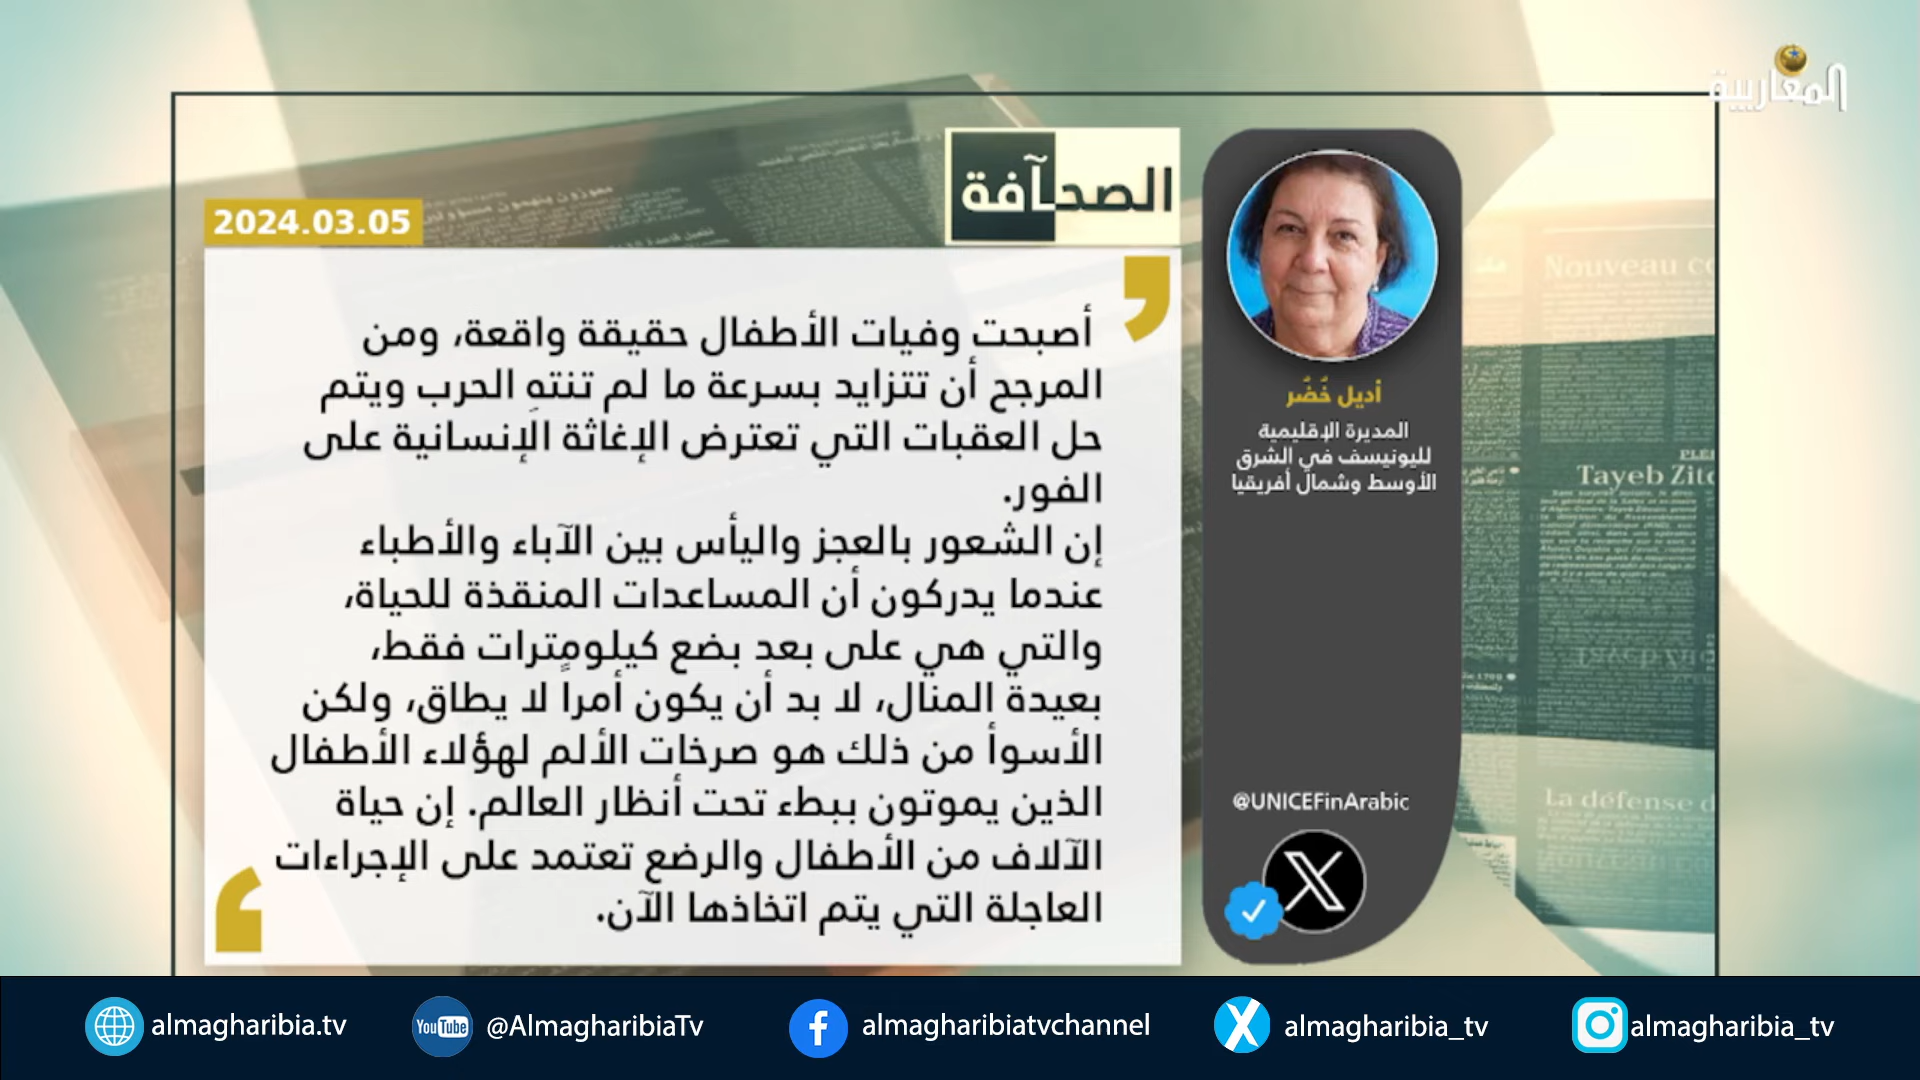 المغاربية
الصحآفة
2024.03.05
أصبحت وفيات الأطفال حقيقة واقعة، ومن
المرجح أن تتزايد بسرعة ما لم تنتهِ الحرب ويتم
حل العقبات التي تعترض الإغاثة الإنسانية على
الفور.
إن الشعور بالعجز واليأس بين الآباء والأطباء
عندما يدركون أن المساعدات المنقذة للحياة،
والتي هي على بعد بضع كيلومترات فقط،
بعيدة المنال، لا بد أن يكون أمراً لا يطاق، ولكن
الأسوأ من ذلك هو صرخات الألم لهؤلاء الأطفال
الذين يموتون ببطء تحت أنظار العالم. إن حياة
الآلاف من الأطفال والرضع تعتمد على الإجراءات
العاجلة التي يتم اتخاذها الآن.
أديل خُضُر
المديرة الإقليمية
لليونيسف في الشرق
الأوسط وشمال أفريقيا
@UNICEFinArabic
Nouveau
Tayeb
La défense
almagharibia.tv
YouTube @AlmagharibiaTv
almagharibiatvchannel
almagharibia_tv
almagharibia_tv